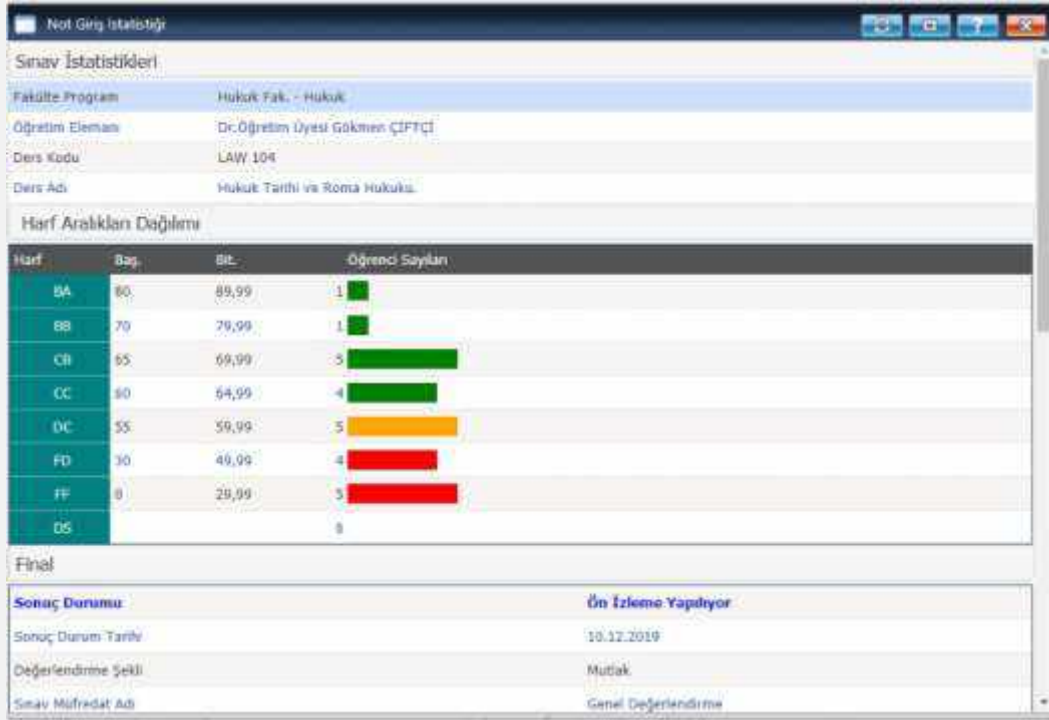 Not Giriş İstatistiği
Sınav İstatistikleri
Fakülte Program Hukuk Fak. - Hukuk
Öğretim Elemanı Dr.Öğretim Üyesi Gökmen ÇİFTÇİ
Ders Kodu LAW 104
Ders Adı Hukuk Tarihi ve Roma Hukuku.
Harf Aralıkları Dağılımı
Harf Baş. Bit. Öğrenci Sayıları
BA 80 89,99 1
BB 70 79,99 1
CB 65 69,99 5
CC 60 64,99 4
DC 55 59,99 5
FD 30 49,99 4
FF 0 29,99 5
DS
Final
Sonuç Durumu Ön İzleme Yapılıyor
Sonuç Durum Tarihi 10.12.2019
Değerlendirme Şekli Mutlak
Sınav Müfredat Adı Genel Değerlendirme